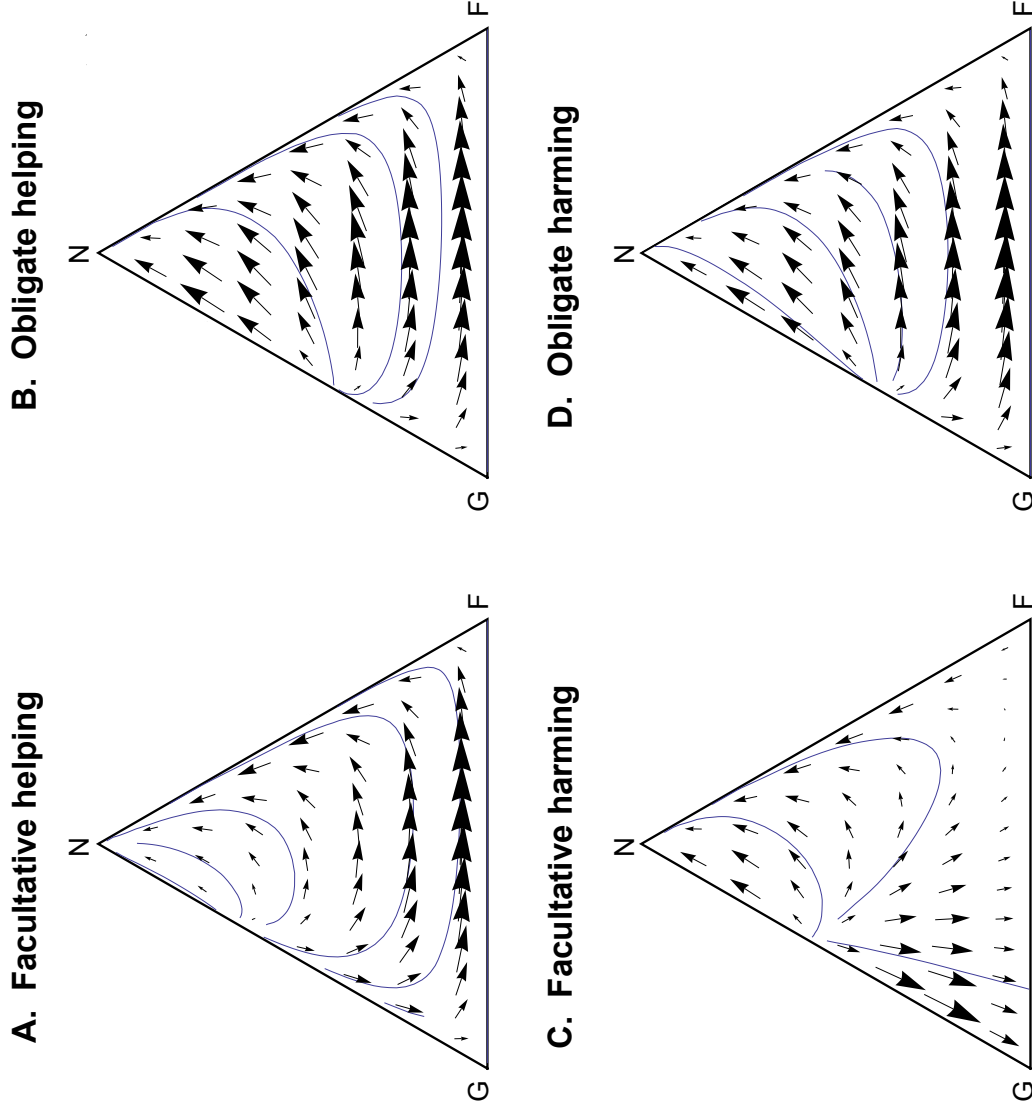 A. Facultative helping
N
G
F
B. Obligate helping
N
G
F
C. Facultative harming
N
G
F
D. Obligate harming
N
G
F